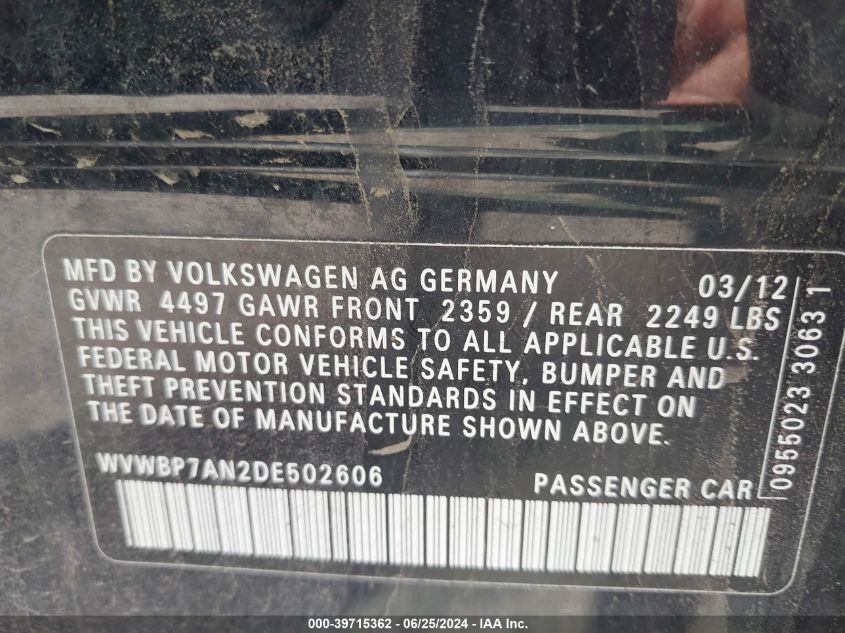 MFD BY VOLKSWAGEN AG GERMANY 03/12
GVWR 4497 GAWR FRONT 2359 / REAR 2249 LBS
THIS VEHICLE CONFORMS TO ALL APPLICABLE U.S.
FEDERAL MOTOR VEHICLE SAFETY, BUMPER AND
THEFT PREVENTION STANDARDS IN EFFECT ON
THE DATE OF MANUFACTURE SHOWN ABOVE.
WVWBP7AN2DE502606 PASSENGER CAR
0955023 3063 1
000-39715362 - 06/25/2024 - IAA Inc.